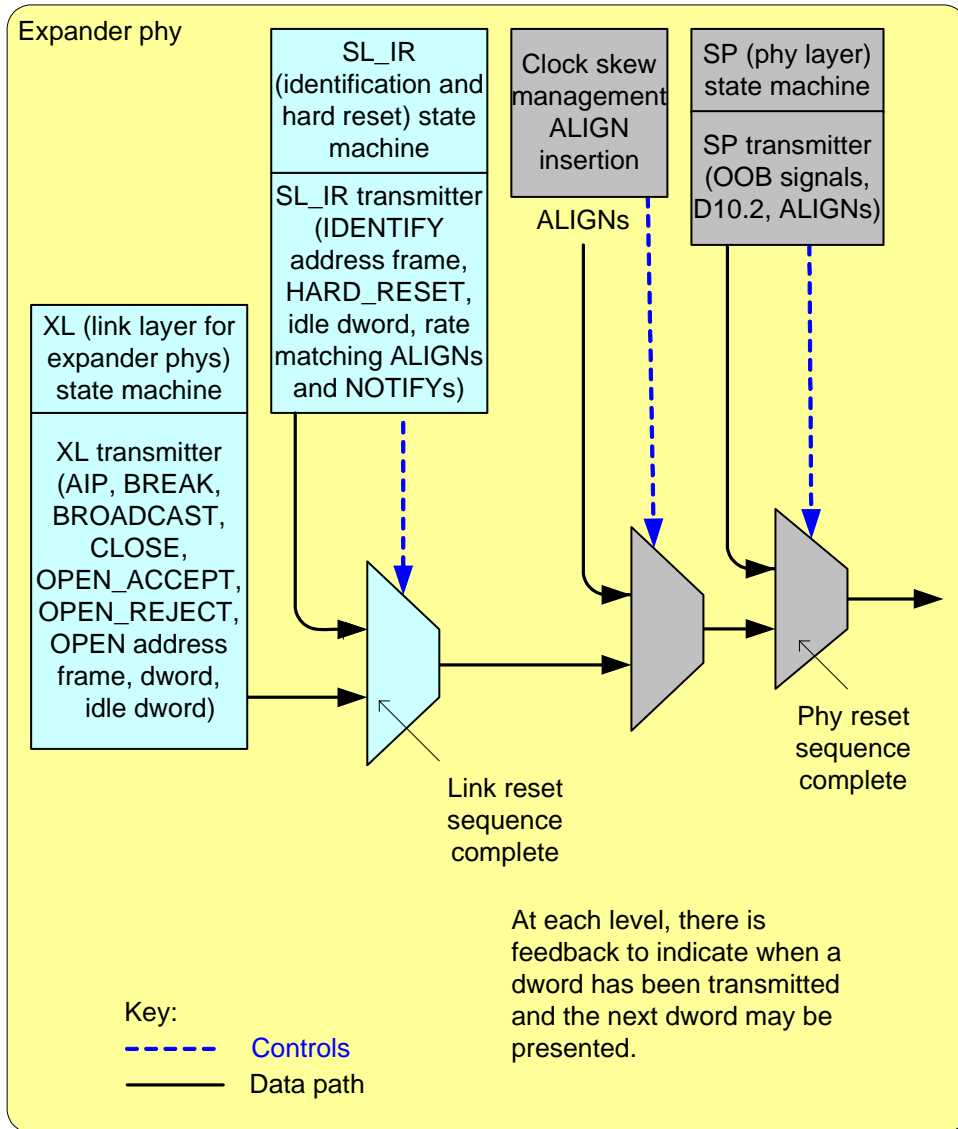 Expander phy
SL_IR
(identification and
hard reset) state
machine
SL_IR transmitter
(IDENTIFY
address frame,
HARD_RESET,
idle dword, rate
matching ALIGNs
and NOTIFYs)
Clock skew
management
ALIGN
insertion
ALIGNs
SP (phy layer)
state machine
SP transmitter
(OOB signals,
D10.2, ALIGNs)
XL (link layer for
expander phys)
state machine
XL transmitter
(AIP, BREAK,
BROADCAST,
CLOSE,
OPEN_ACCEPT,
OPEN_REJECT,
OPEN address
frame, dword,
idle dword)
Link reset
sequence
complete
Phy reset
sequence
complete
At each level, there is
feedback to indicate when a
dword has been transmitted
and the next dword may be
presented.
Key:
Controls
Data path